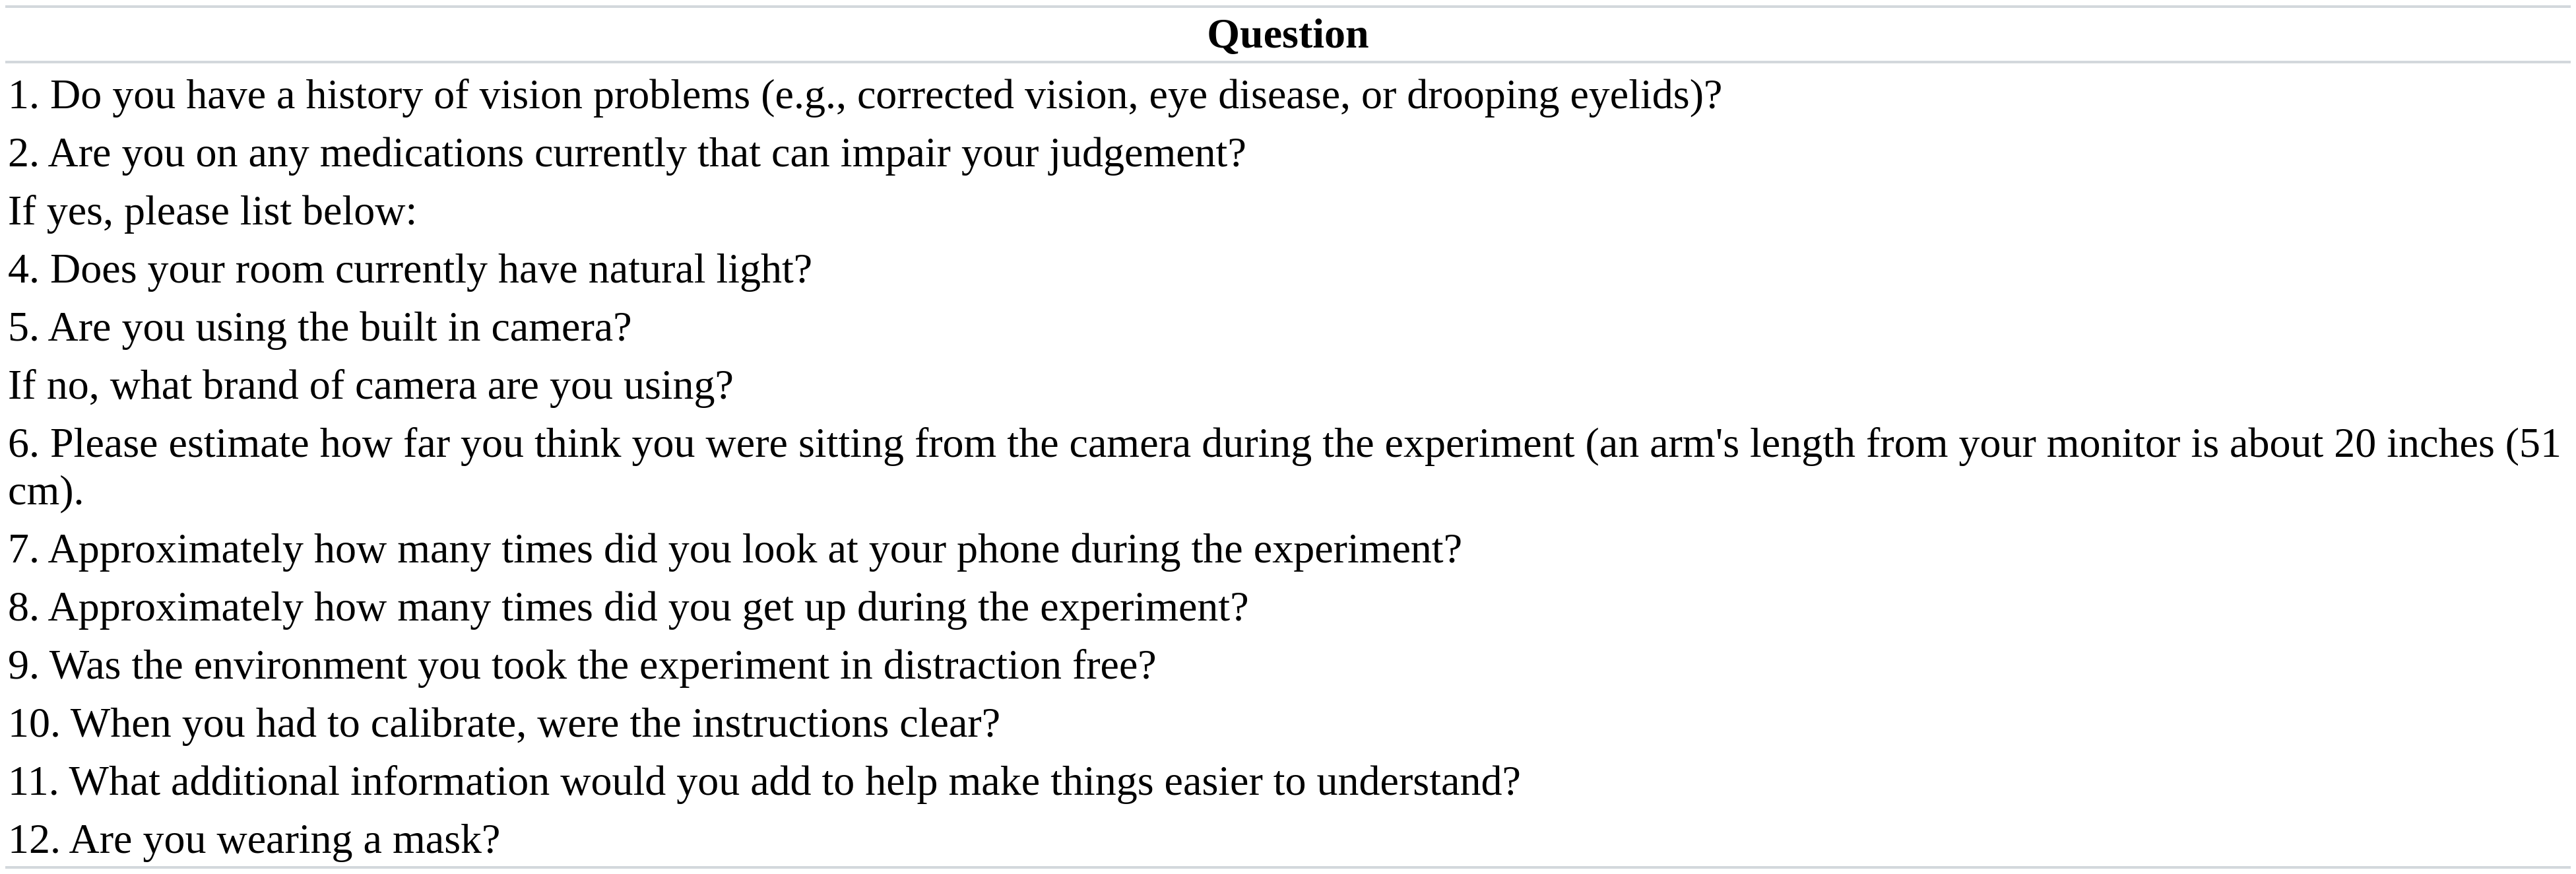 Question
1. Do you have a history of vision problems (e.g., corrected vision, eye disease, or drooping eyelids)?
2. Are you on any medications currently that can impair your judgement?
If yes, please list below:
4. Does your room currently have natural light?
5. Are you using the built in camera?
If no, what brand of camera are you using?
6. Please estimate how far you think you were sitting from the camera during the experiment (an arm's length from your monitor is about 20 inches (51
cm).
7. Approximately how many times did you look at your phone during the experiment?
8. Approximately how many times did you get up during the experiment?
9. Was the environment you took the experiment in distraction free?
10. When you had to calibrate, were the instructions clear?
11. What additional information would you add to help make things easier to understand?
12. Are you wearing a mask?